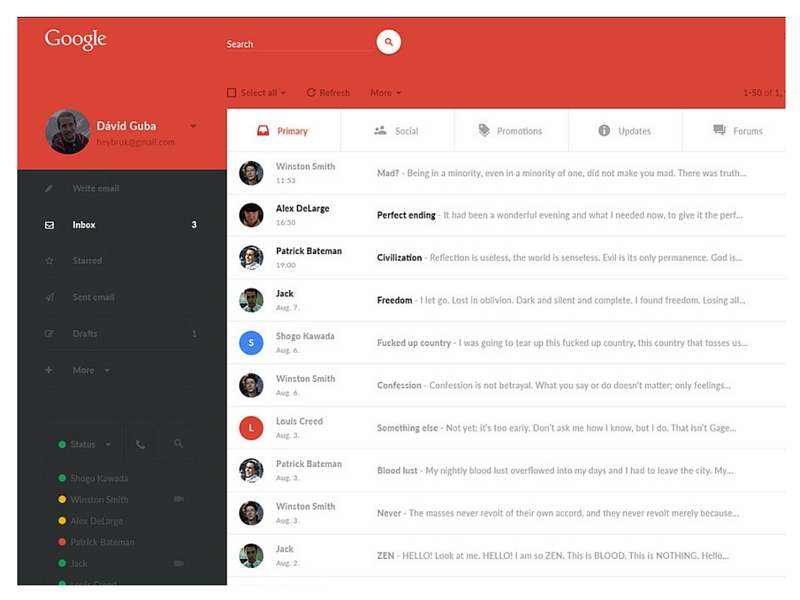 Google
Search
Select all
Refresh
More
1-50 of 1,
Dávid Guba
heybruk@gmail.com
Write email
Inbox 3
Starred
Sent email
Drafts 1
More
Status
Shogo Kawada
Winston Smith
Alex DeLarge
Patrick Bateman
Jack
Louis Creed
Primary
Social
Promotions
Updates
Forums
Winston Smith
11:53
Mad? - Being in a minority, even in a minority of one, did not make you mad. There was truth...
Alex DeLarge
16:50
Perfect ending - It had been a wonderful evening and what I needed now, to give it the perf...
Patrick Bateman
19:00
Civilization - Reflection is useless, the world is senseless. Evil is its only permanence. God is...
Jack
Aug. 7.
Freedom - I let go. Lost in oblivion. Dark and silent and complete. I found freedom. Losing all...
S
Shogo Kawada
Aug. 6.
Fucked up country - I was going to tear up this fucked up country, this country that tosses us...
Winston Smith
Aug. 6.
Confession - Confession is not betrayal. What you say or do doesn't matter; only feelings...
L
Louis Creed
Aug. 3.
Something else - Not yet; it's too early. Don't ask me how I know, but I do. That isn't Gage...
Patrick Bateman
Aug. 3.
Blood lust - My nightly blood lust overflowed into my days and I had to leave the city. My...
Winston Smith
Aug. 3.
Never - The masses never revolt of their own accord, and they never revolt merely because...
Jack
Aug. 2.
ZEN - HELLO! Look at me. HELLO! I am so ZEN. This is BLOOD. This is NOTHING. Hello...